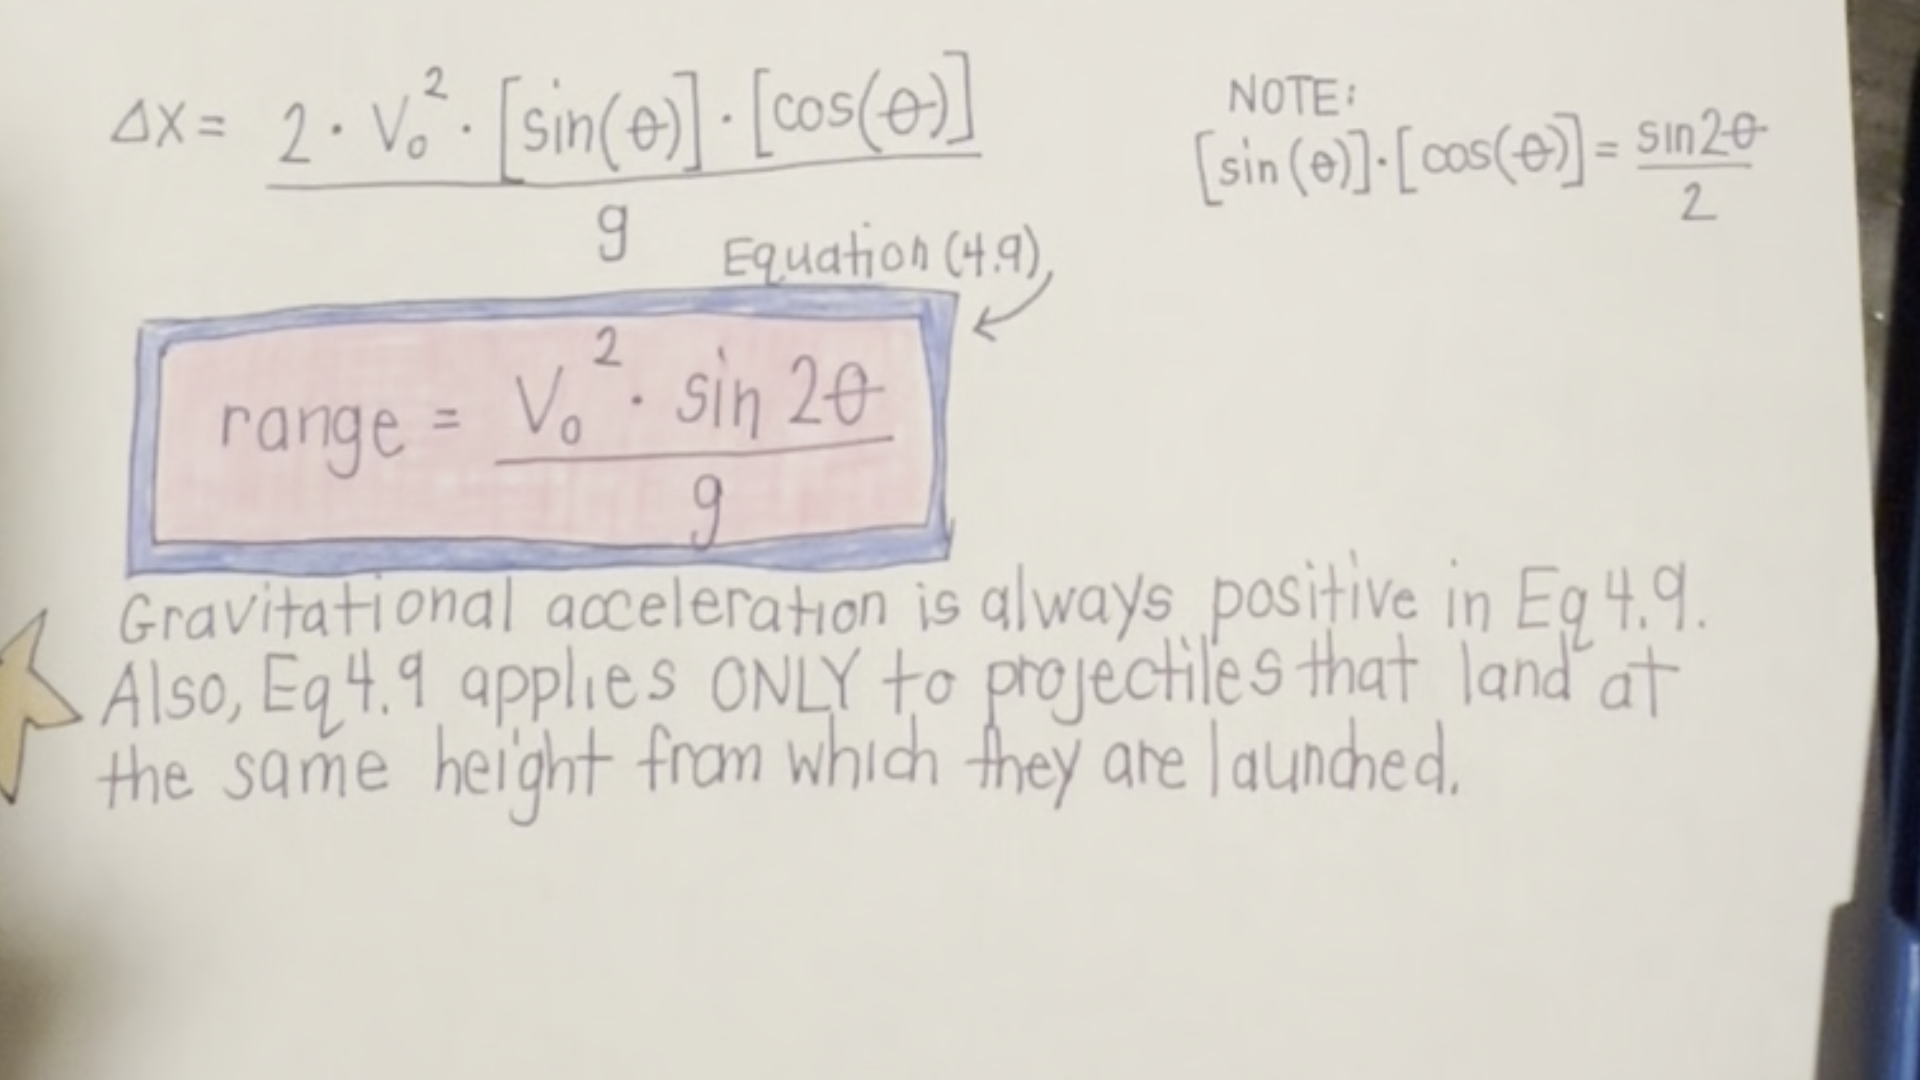 Δx = 2 · V₀² · [sin(θ)] · [cos(θ)]
g
NOTE:
[sin(θ)]·[cos(θ)] = sin2θ
2
Equation (4.9)
range = V₀² · sin 2θ
g
Gravitational acceleration is always positive in Eq 4.9.
Also, Eq 4.9 applies ONLY to projectiles that land at
the same height from which they are launched.